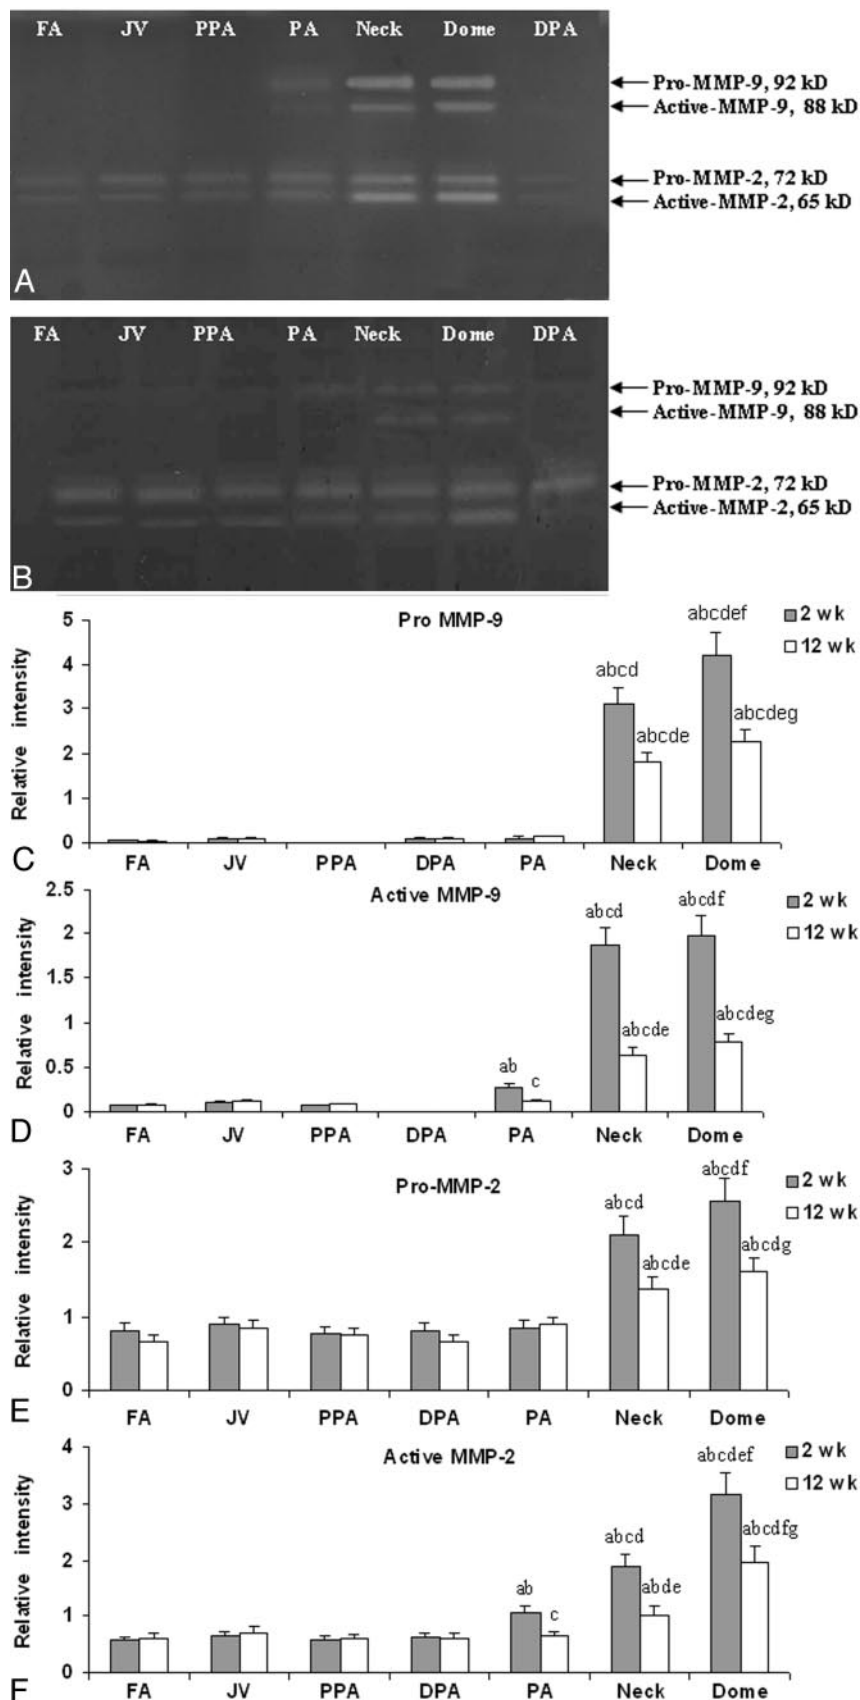 FA JV PPA PA Neck Dome DPA
Pro-MMP-9, 92 kD
Active-MMP-9, 88 kD
Pro-MMP-2, 72 kD
Active-MMP-2, 65 kD
A
FA JV PPA PA Neck Dome DPA
Pro-MMP-9, 92 kD
Active-MMP-9, 88 kD
Pro-MMP-2, 72 kD
Active-MMP-2, 65 kD
B
Pro MMP-9
2 wk
12 wk
Relative intensity
5
4
3
2
1
0
abcd
abcde
abcdef
abcdeg
FA JV PPA DPA PA Neck Dome
C
Active MMP-9
2 wk
12 wk
Relative intensity
2.5
2
1.5
1
0.5
0
ab
c
abcd
abcde
abcdf
abcdeg
FA JV PPA DPA PA Neck Dome
D
Pro-MMP-2
2 wk
12 wk
Relative intensity
3
2
1
0
abcd
abcde
abcdf
abcdg
FA JV PPA DPA PA Neck Dome
E
Active MMP-2
2 wk
12 wk
Relative intensity
4
3
2
1
0
ab
c
abcd
abde
abcdef
abcdfg
FA JV PPA DPA PA Neck Dome
F